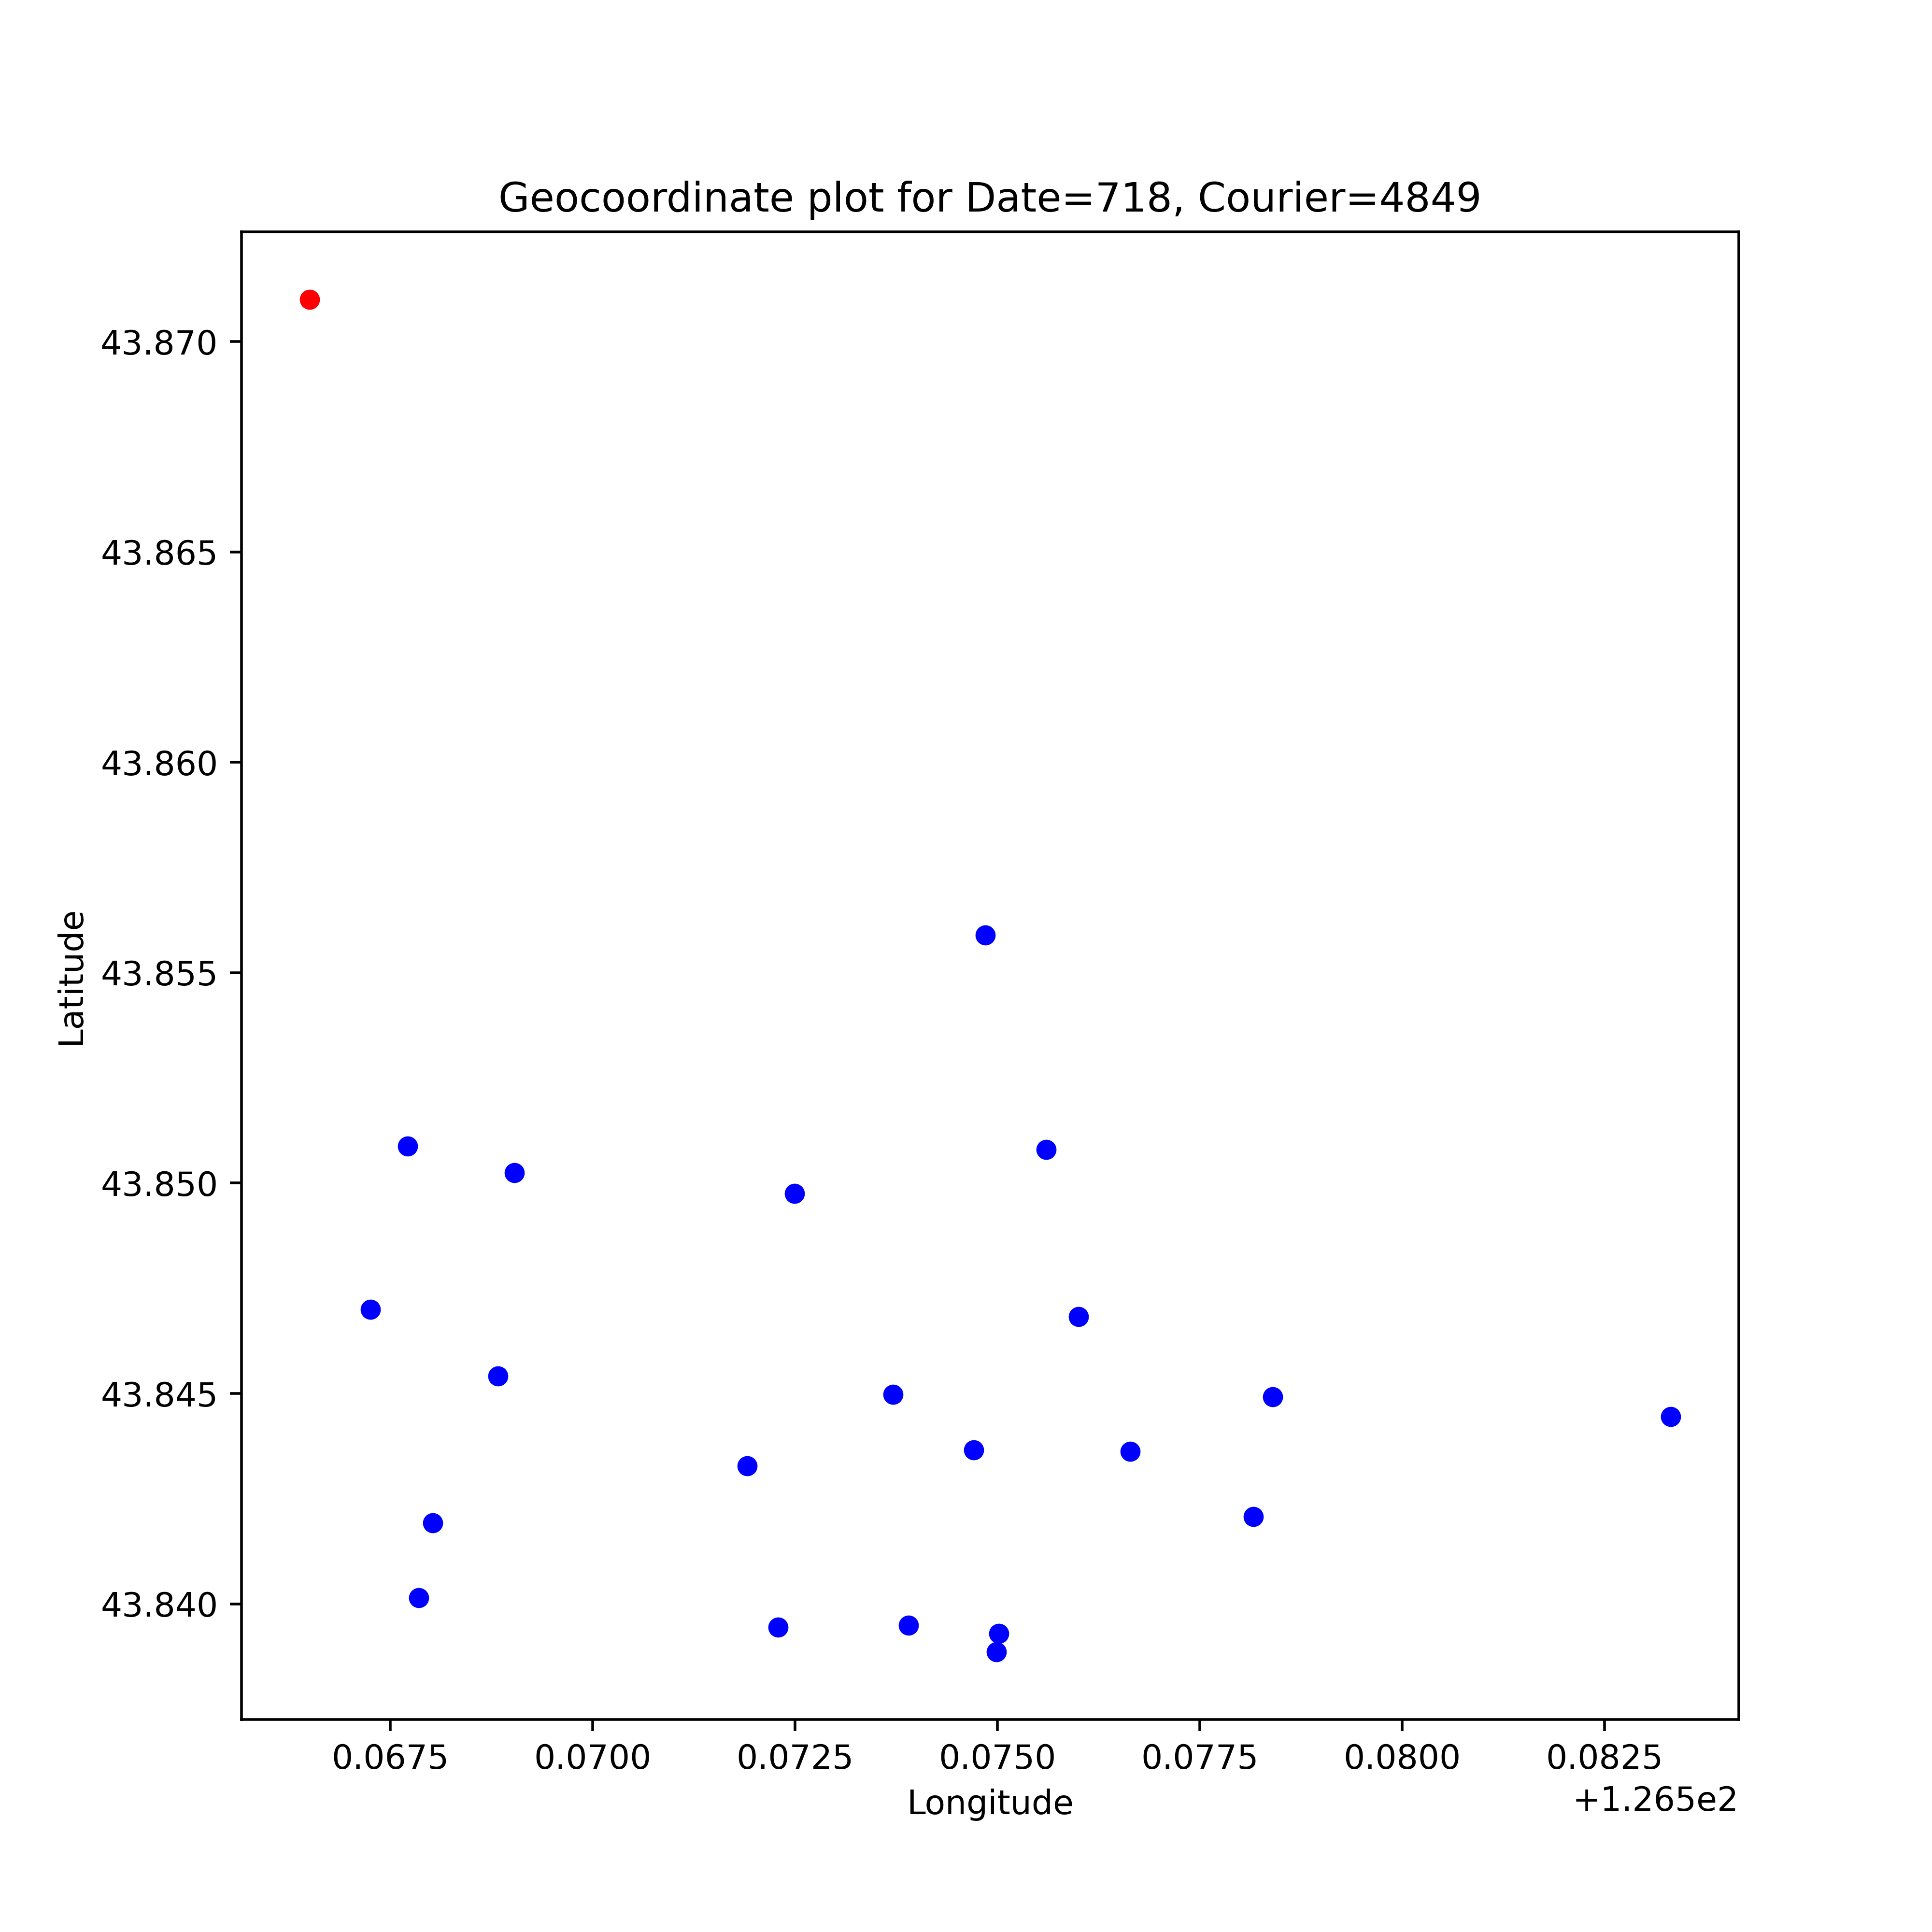 Geocoordinate plot for Date=718, Courier=4849
43.870
43.865
43.860
43.855
43.850
43.845
43.840
Latitude
0.0675 0.0700 0.0725 0.0750 0.0775 0.0800 0.0825
+1.265e2
Longitude